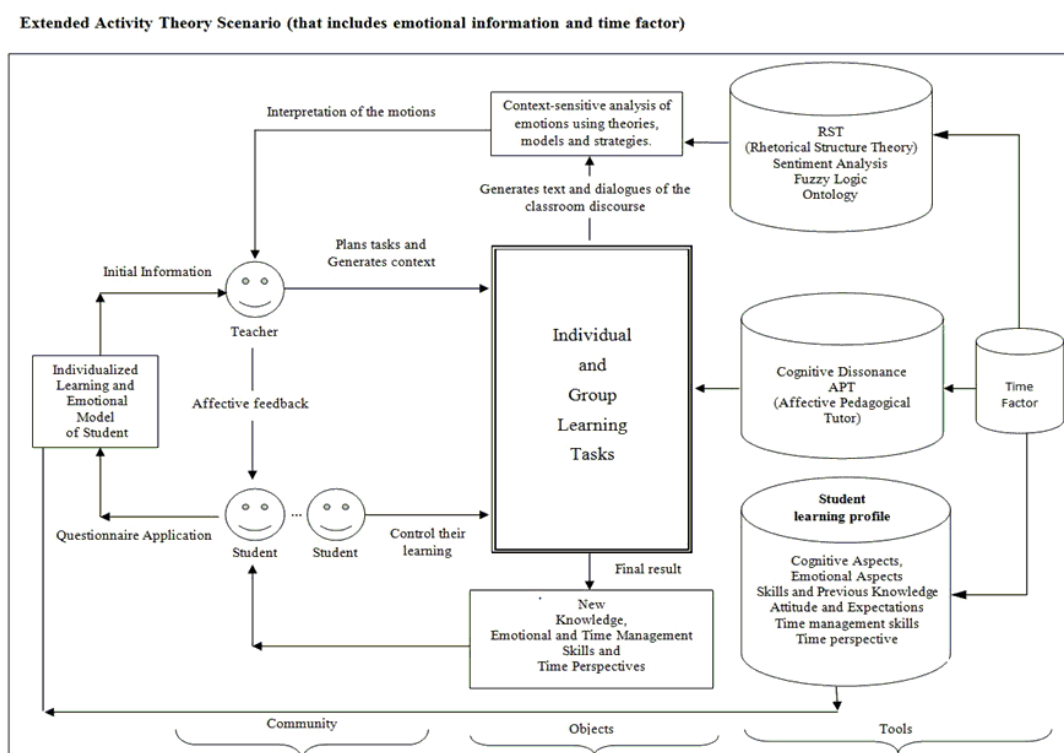 Extended Activity Theory Scenario (that includes emotional information and time factor)
Interpretation of the motions
Context-sensitive analysis of
emotions using theories,
models and strategies.
RST
(Rhetorical Structure Theory)
Sentiment Analysis
Fuzzy Logic
Ontology
Generates text and dialogues of the
classroom discourse
Plans tasks and
Generates context
Initial Information
Teacher
Individual
and
Group
Learning
Tasks
Cognitive Dissonance
APT
(Affective Pedagogical
Tutor)
Time
Factor
Individualized
Learning and
Emotional
Model
of Student
Affective feedback
Questionnaire Application
...
Student
Student
Control their
learning
Student
learning profile
Cognitive Aspects,
Emotional Aspects
Skills and Previous Knowledge
Attitude and Expectations
Time management skills
Time perspective
Final result
New
Knowledge,
Emotional and Time Management
Skills and
Time Perspectives
Community
Objects
Tools